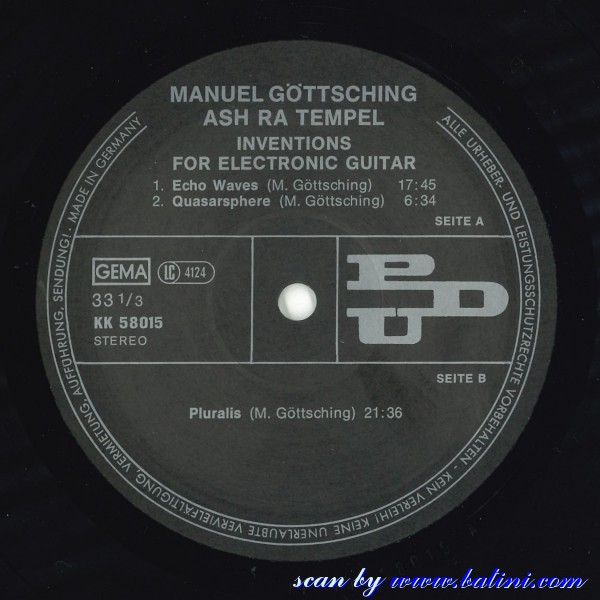 MANUEL GÖTTSCHING
ASH RA TEMPEL
INVENTIONS
FOR ELECTRONIC GUITAR
1. Echo Waves (M. Göttsching) 17:45
2. Quasarsphere (M. Göttsching) 6:34
SEITE A
GEMA LC 4124
33 1/3
KK 58015
STEREO
PDU
SEITE B
Pluralis (M. Göttsching) 21:36
ALLE URHEBER- UND LEISTUNGSSCHUTZRECHTE VORBEHALTEN - KEIN VERLEIH! KEINE UNERLAUBTE VERVIELFÄLTIGUNG, VERMIETUNG, AUFFÜHRUNG, SENDUNG! - MADE IN GERMANY
scan by www.batini.com